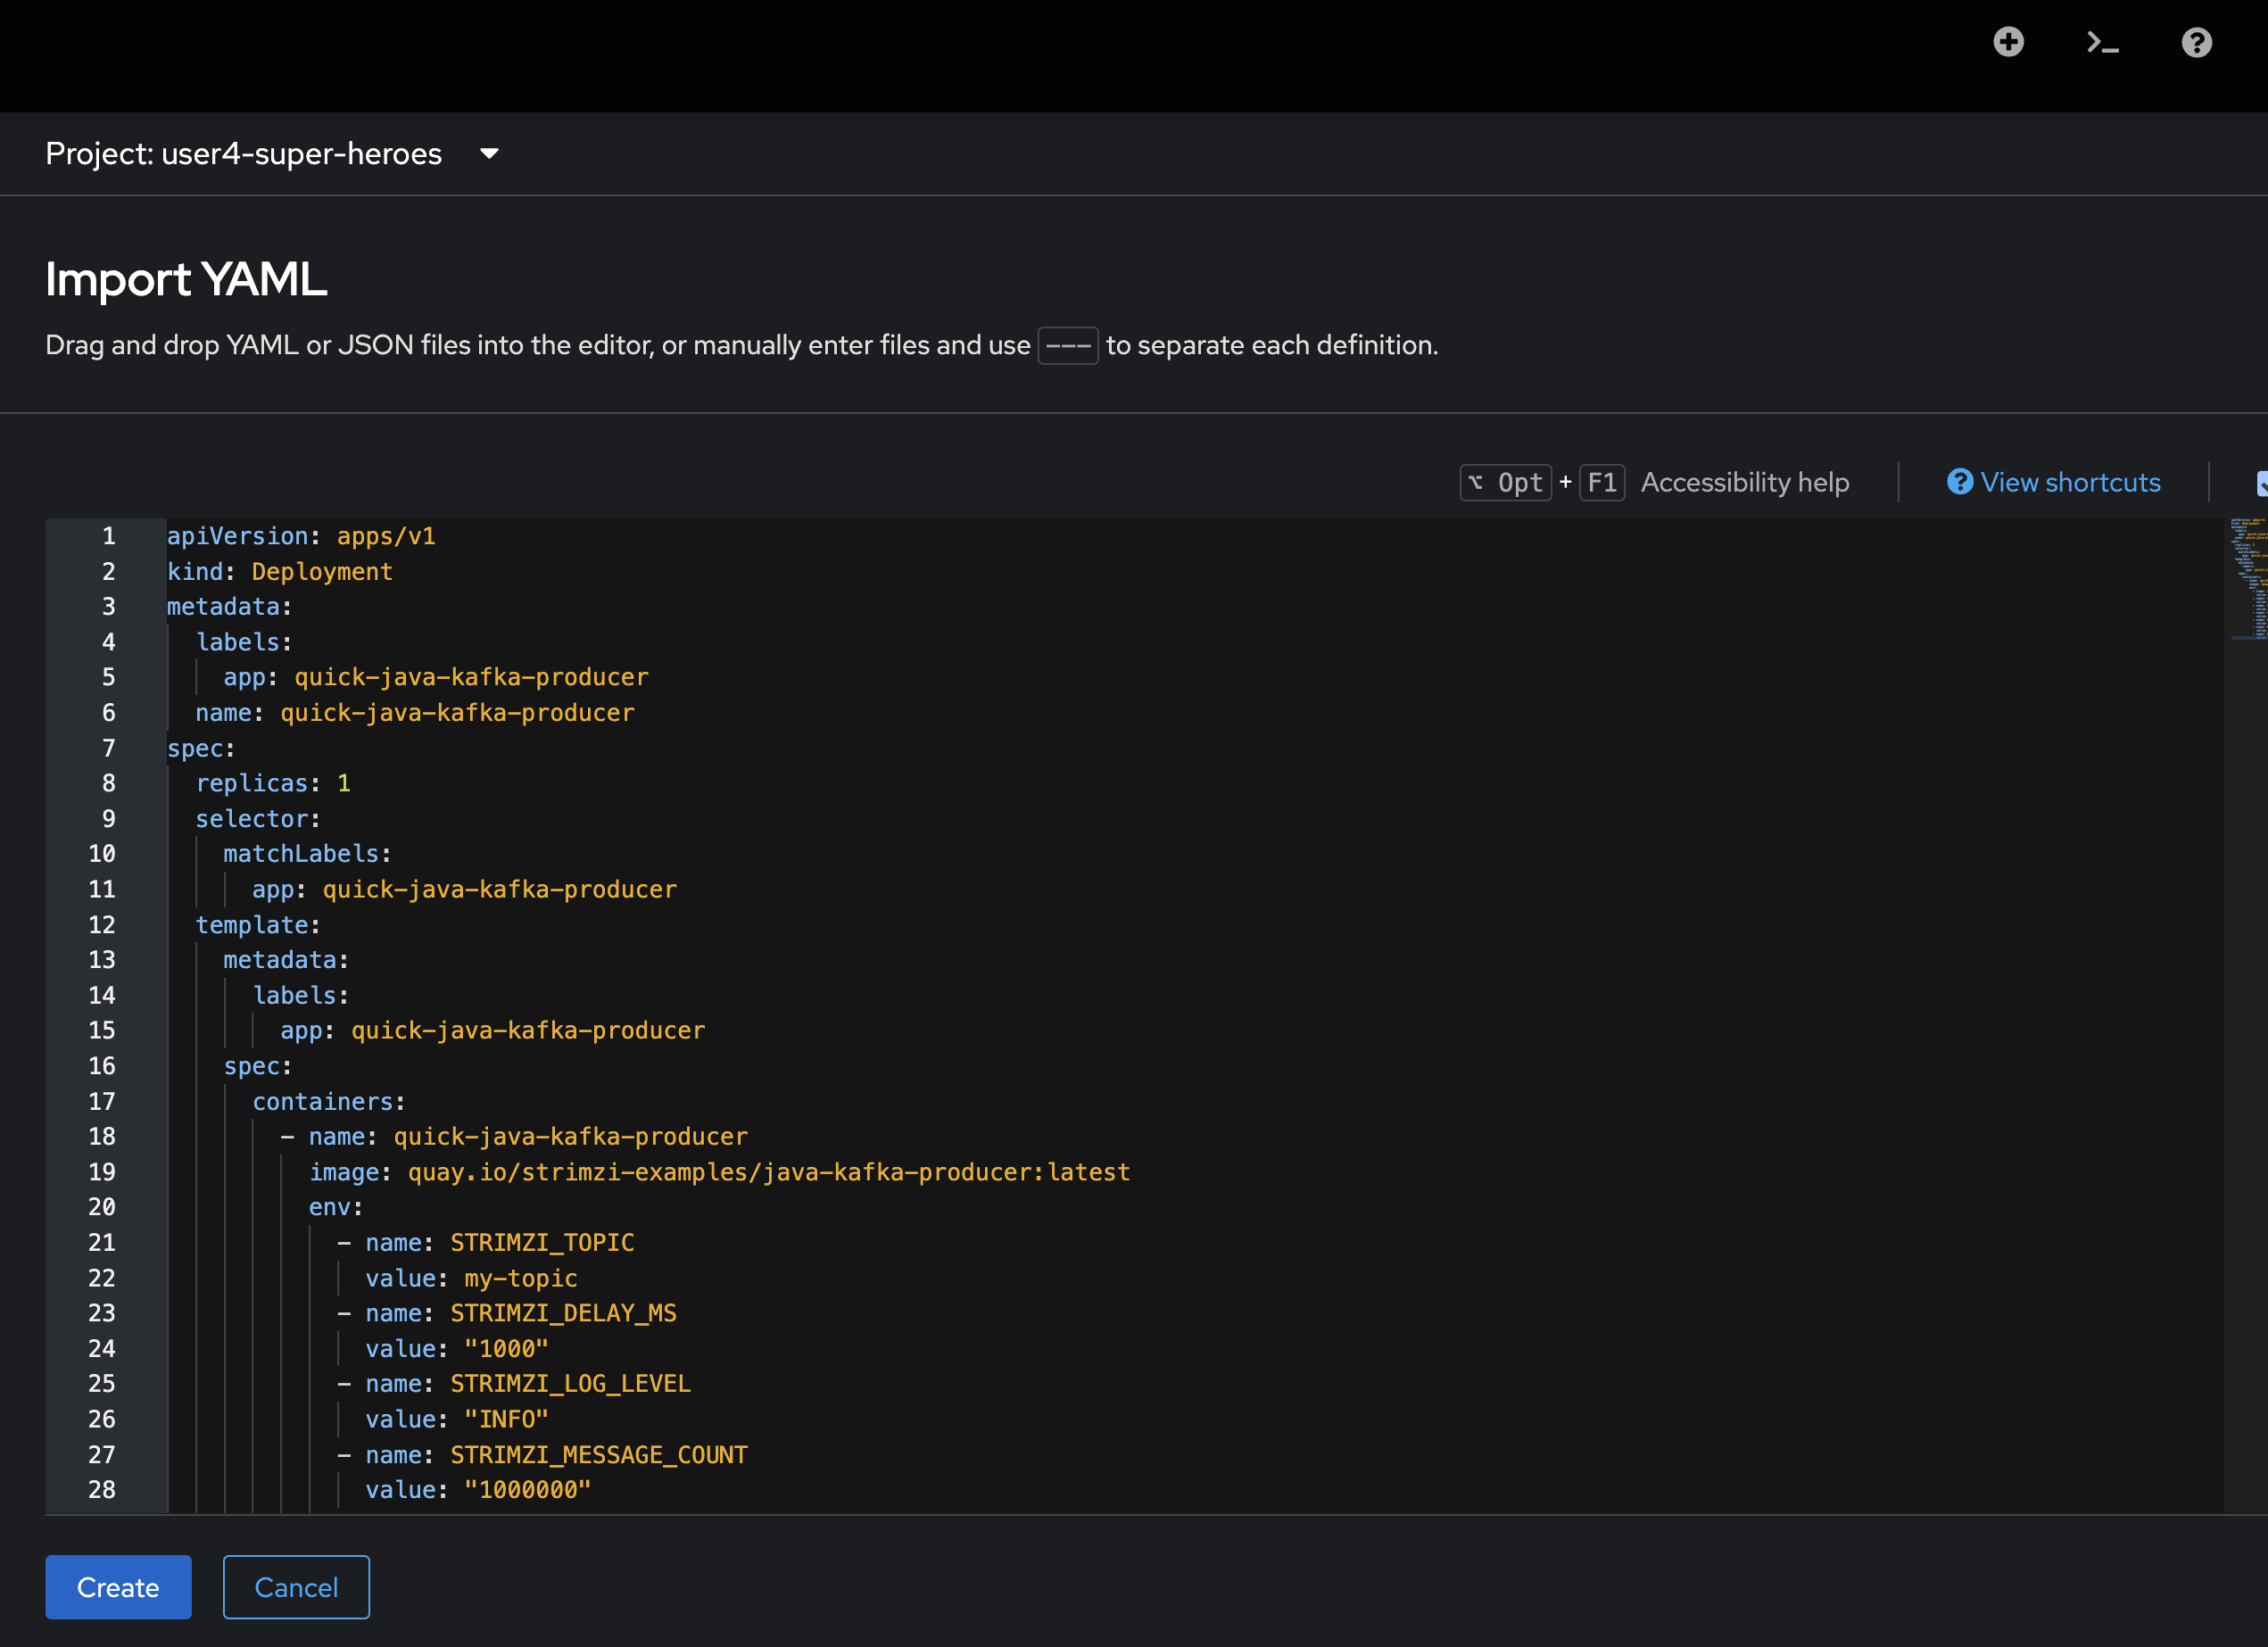 Project: user4-super-heroes
Import YAML
Drag and drop YAML or JSON files into the editor, or manually enter files and use --- to separate each definition.
⌥ Opt + F1 Accessibility help View shortcuts
1 apiVersion: apps/v1
2 kind: Deployment
3 metadata:
4   labels:
5     app: quick-java-kafka-producer
6   name: quick-java-kafka-producer
7 spec:
8   replicas: 1
9   selector:
10     matchLabels:
11       app: quick-java-kafka-producer
12   template:
13     metadata:
14       labels:
15         app: quick-java-kafka-producer
16     spec:
17       containers:
18         - name: quick-java-kafka-producer
19           image: quay.io/strimzi-examples/java-kafka-producer:latest
20           env:
21             - name: STRIMZI_TOPIC
22               value: my-topic
23             - name: STRIMZI_DELAY_MS
24               value: "1000"
25             - name: STRIMZI_LOG_LEVEL
26               value: "INFO"
27             - name: STRIMZI_MESSAGE_COUNT
28               value: "1000000"
Create Cancel